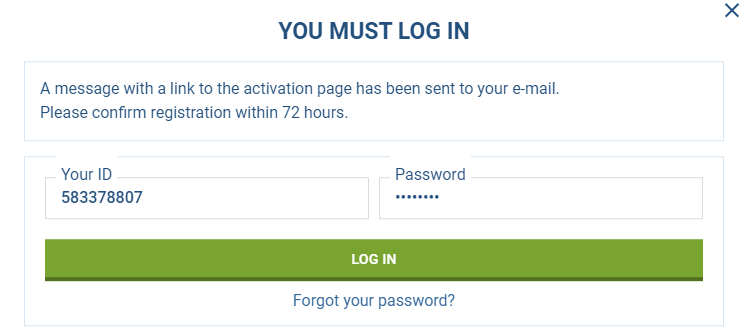 YOU MUST LOG IN
A message with a link to the activation page has been sent to your e-mail.
Please confirm registration within 72 hours.
Your ID
Password
583378807
••••••••
LOG IN
Forgot your password?